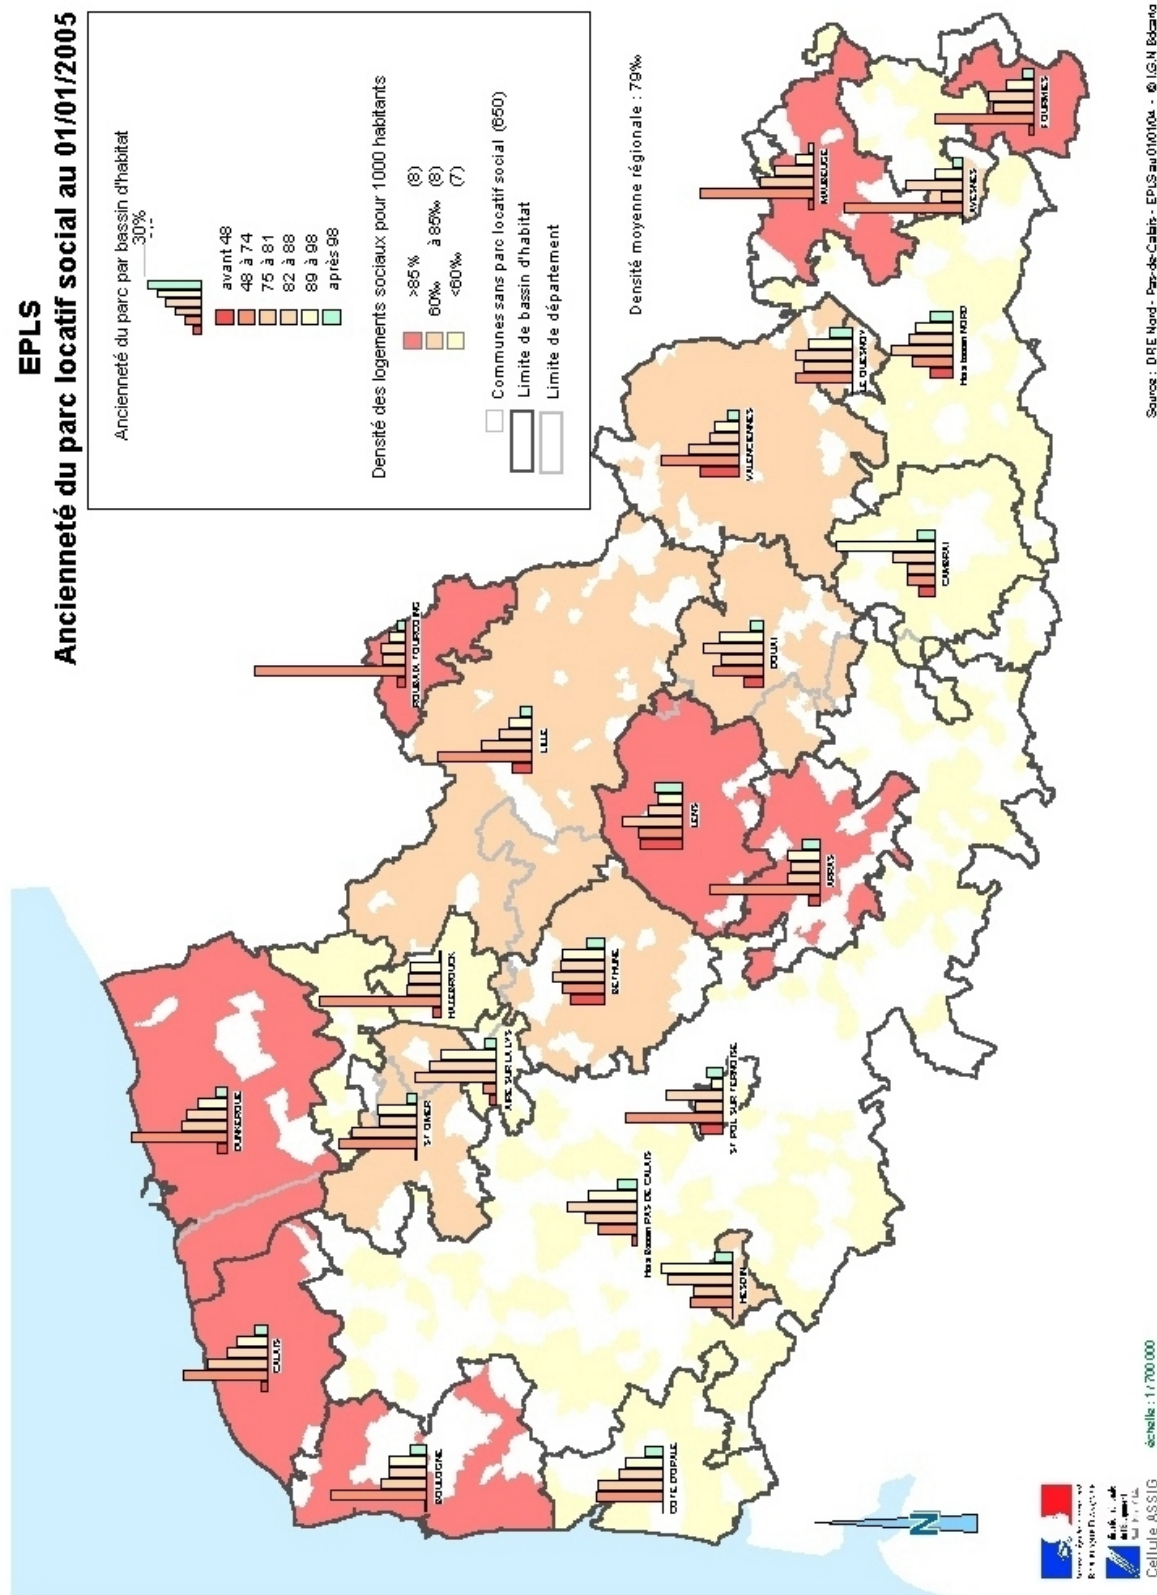 EPLS
Ancienneté du parc locatif social au 01/01/2005
Ancienneté du parc par bassin d'habitat
30%
avant 48
48 à 74
75 à 81
82 à 88
89 à 98
après 98
Densité des logements sociaux pour 1000 habitants
>85% (8)
60‰ à 85‰ (8)
<60‰ (7)
Communes sans parc locatif social (650)
Limite de bassin d'habitat
Limite de département
Densité moyenne régionale : 79‰
DUNKERQUE
CALAIS
BOULOGNE
COTE D'OPALE
ST OMER
AIRE SUR LA LYS
HAZEBROUCK
ROUBAIX TOURCOING
LILLE
BETHUNE
LENS
ARRAS
DOUAI
VALENCIENNES
CAMBRAI
LE QUESNOY
Hors bassin NORD
MAUBEUGE
AVESNES
FOURMIES
ST POL SUR TERNOISE
Hors Bassin PAS DE CALAIS
HESDIN
N
Cellule ASSIG
échelle : 1 / 700 000
Source : DRE Nord - Pas-de-Calais - EPLS au 01/01/04 - © I.G.N